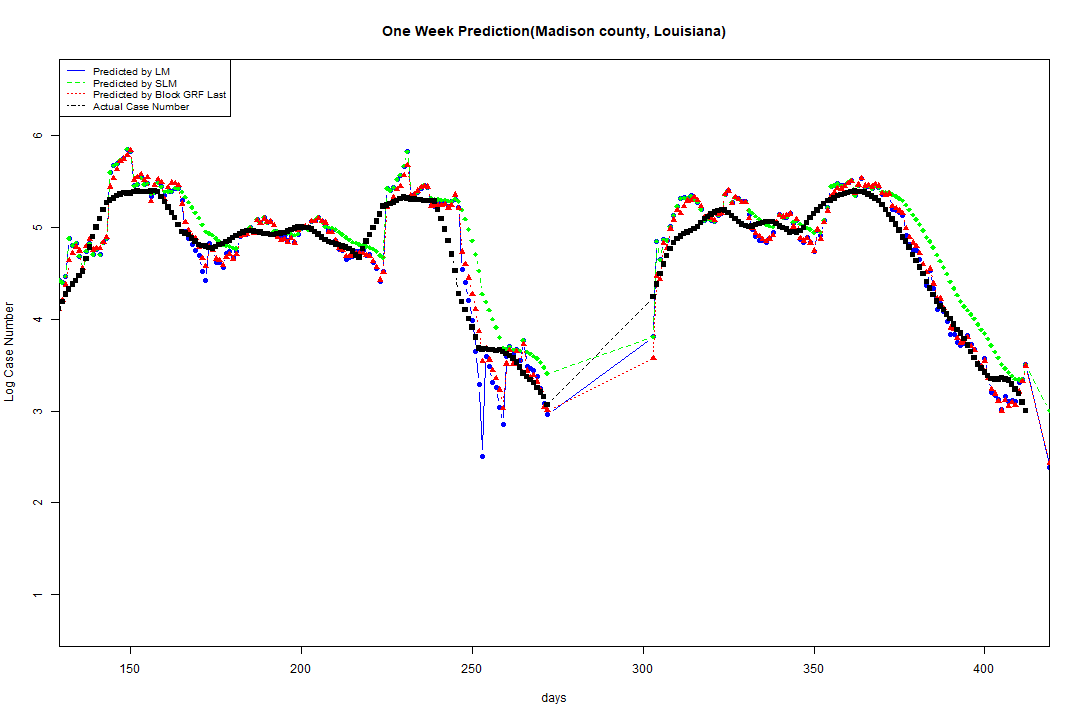 One Week Prediction(Madison county, Louisiana)
Predicted by LM
Predicted by SLM
Predicted by Block GRF Last
Actual Case Number
6
5
4
3
2
1
Log Case Number
150 200 250 300 350 400
days